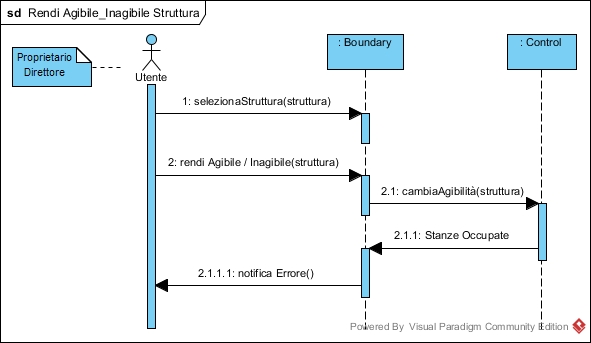 sd Rendi Agibile_Inagibile Struttura
Proprietario
Direttore
Utente
: Boundary
: Control
1: selezionaStruttura(struttura)
2: rendi Agibile / Inagibile(struttura)
2.1: cambiaAgibilità(struttura)
2.1.1: Stanze Occupate
2.1.1.1: notifica Errore()
Powered By Visual Paradigm Community Edition